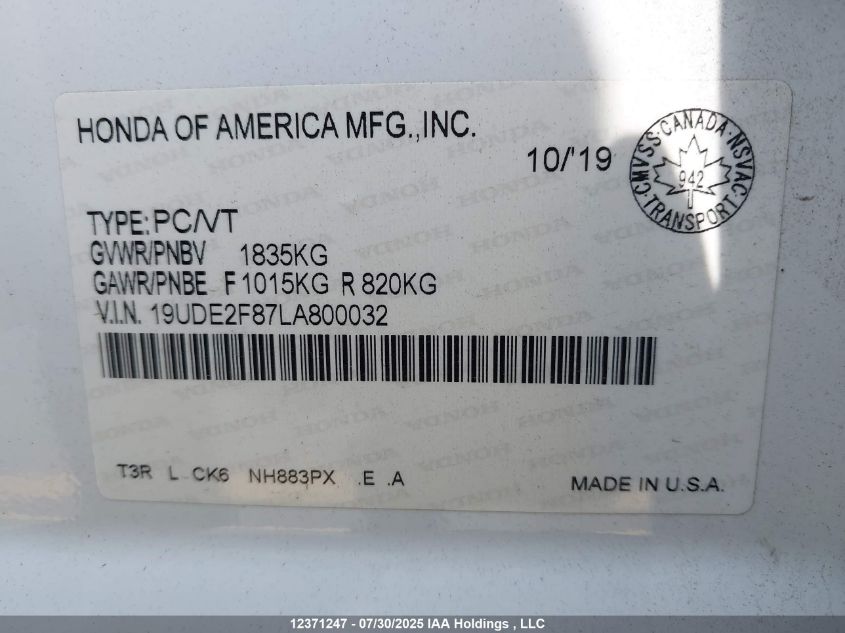 HONDA OF AMERICA MFG.,INC.
10/'19
CMVSS·CANADA·NSVAC·TRANSPORT·
942
TYPE: PC/VT
GVWR/PNBV 1835KG
GAWR/PNBE F 1015KG R 820KG
V.I.N. 19UDE2F87LA800032
T3R L CK6 NH883PX .E .A
MADE IN U.S.A.
12371247 - 07/30/2025 IAA Holdings , LLC